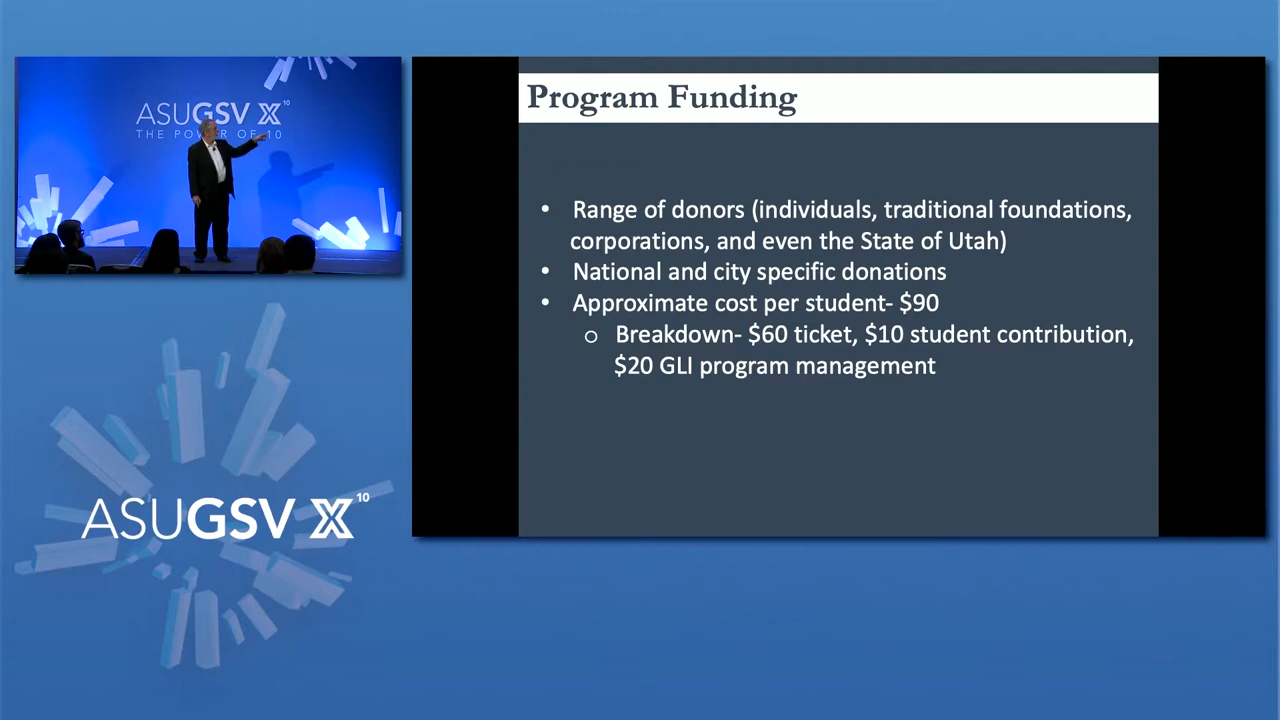 ASUGSV X10
THE POWER OF 10
Program Funding
• Range of donors (individuals, traditional foundations,
corporations, and even the State of Utah)
• National and city specific donations
• Approximate cost per student- $90
o Breakdown- $60 ticket, $10 student contribution,
$20 GLI program management
ASUGSV X10